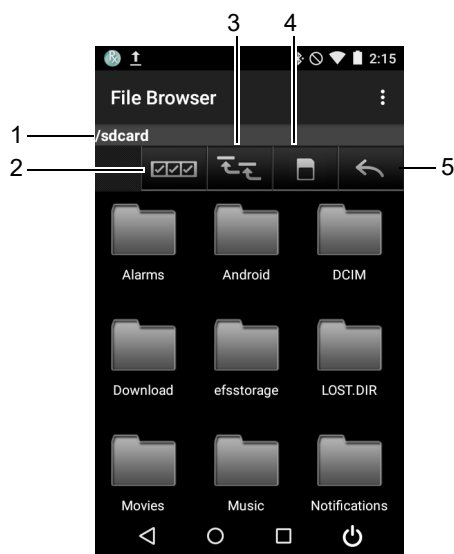 3 4
2:15
File Browser
1 /sdcard
2 5
Alarms Android DCIM
Download efsstorage LOST.DIR
Movies Music Notifications